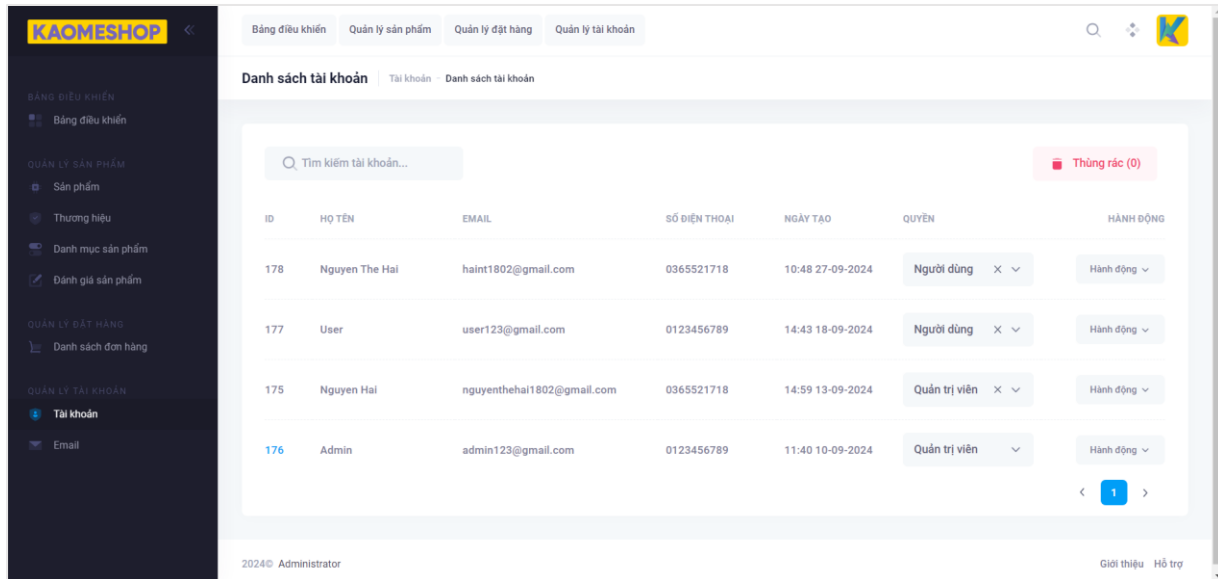 KAOMESHOP
Bảng điều khiển Quản lý sản phẩm Quản lý đặt hàng Quản lý tài khoản
Danh sách tài khoản Tài khoản - Danh sách tài khoản
BẢNG ĐIỀU KHIỂN
Bảng điều khiển
QUẢN LÝ SẢN PHẨM
Sản phẩm
Thương hiệu
Danh mục sản phẩm
Đánh giá sản phẩm
QUẢN LÝ ĐẶT HÀNG
Danh sách đơn hàng
QUẢN LÝ TÀI KHOẢN
Tài khoản
Email
Tìm kiếm tài khoản...
Thùng rác (0)
ID HỌ TÊN EMAIL SỐ ĐIỆN THOẠI NGÀY TẠO QUYỀN HÀNH ĐỘNG
178 Nguyen The Hai haint1802@gmail.com 0365521718 10:48 27-09-2024 Người dùng Hành động
177 User user123@gmail.com 0123456789 14:43 18-09-2024 Người dùng Hành động
175 Nguyen Hai nguyenthehai1802@gmail.com 0365521718 14:59 13-09-2024 Quản trị viên Hành động
176 Admin admin123@gmail.com 0123456789 11:40 10-09-2024 Quản trị viên Hành động
1
2024© Administrator
Giới thiệu Hỗ trợ